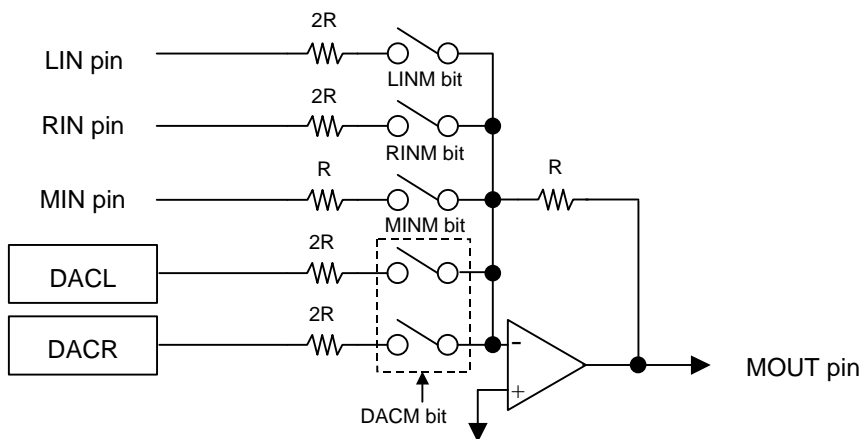 2R
LIN pin
LINM bit
2R
RIN pin
RINM bit
R
R
MIN pin
MINM bit
2R
DACL
2R
DACR
-
+
MOUT pin
DACM bit